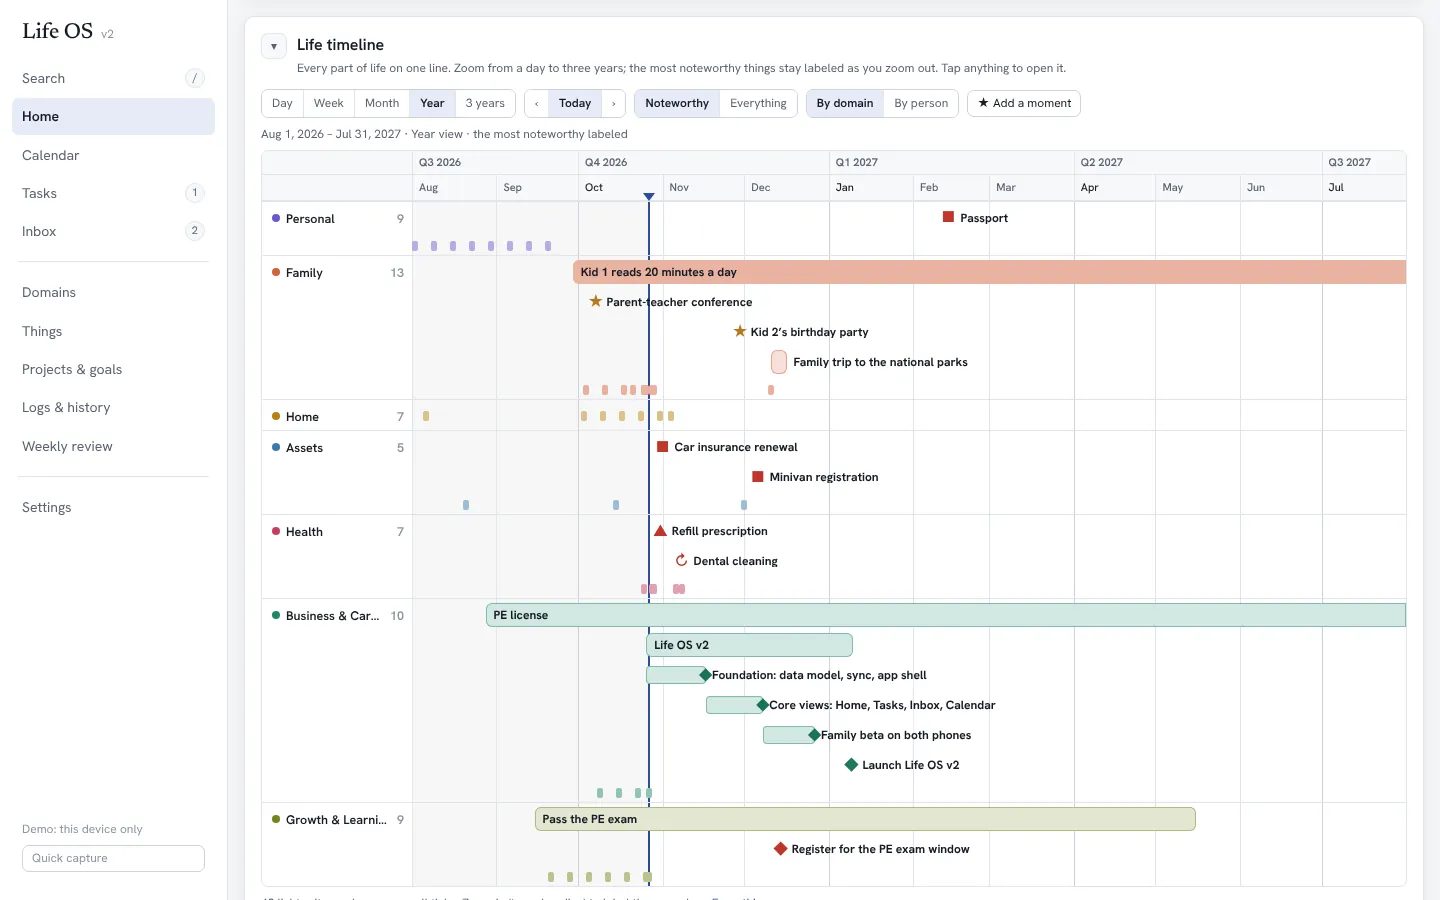 Life OS v2
Search /
Home
Calendar
Tasks 1
Inbox 2
Domains
Things
Projects & goals
Logs & history
Weekly review
Settings
Demo: this device only
Quick capture
▼ Life timeline
Every part of life on one line. Zoom from a day to three years; the most noteworthy things stay labeled as you zoom out. Tap anything to open it.
Day Week Month Year 3 years ‹ Today › Noteworthy Everything By domain By person ★ Add a moment
Aug 1, 2026 – Jul 31, 2027 · Year view · the most noteworthy labeled
Q3 2026 Q4 2026 Q1 2027 Q2 2027 Q3 2027
Aug Sep Oct Nov Dec Jan Feb Mar Apr May Jun Jul
Personal 9 Passport
Family 13 Kid 1 reads 20 minutes a day
Parent-teacher conference
Kid 2’s birthday party
Family trip to the national parks
Home 7
Assets 5 Car insurance renewal
Minivan registration
Health 7 Refill prescription
Dental cleaning
Business & Car... 10 PE license
Life OS v2
Foundation: data model, sync, app shell
Core views: Home, Tasks, Inbox, Calendar
Family beta on both phones
Launch Life OS v2
Growth & Learni... 9 Pass the PE exam
Register for the PE exam window